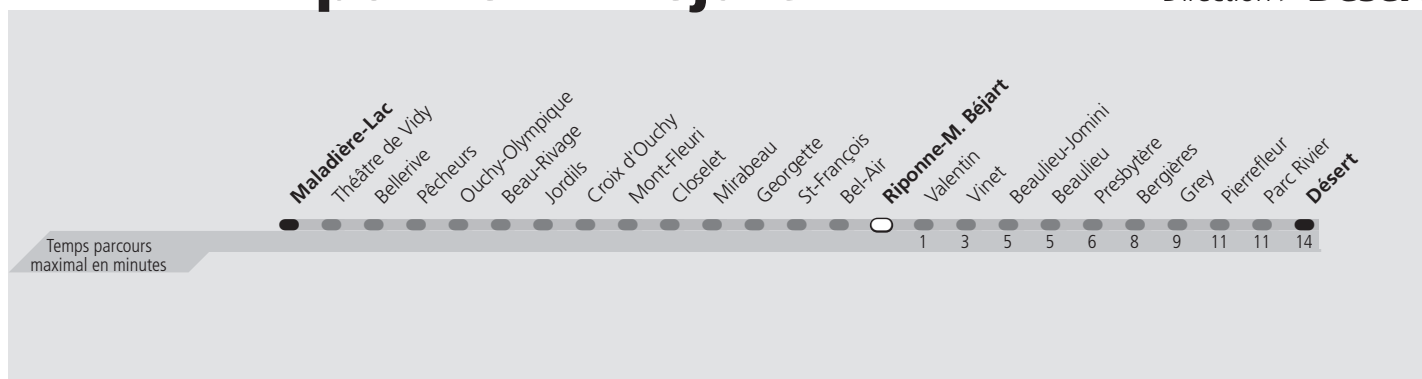 Maladière-Lac
Théâtre de Vidy
Bellerive
Pêcheurs
Ouchy-Olympique
Beau-Rivage
Jordils
Croix d'Ouchy
Mont-Fleuri
Closelet
Mirabeau
Georgette
St-François
Bel-Air
Riponne-M. Béjart
Valentin
Vinet
Beaulieu-Jomini
Beaulieu
Presbytère
Bergières
Grey
Pierrefleur
Parc Rivier
Désert
Temps parcours
maximal en minutes
1 3 5 5 6 8 9 11 11 14